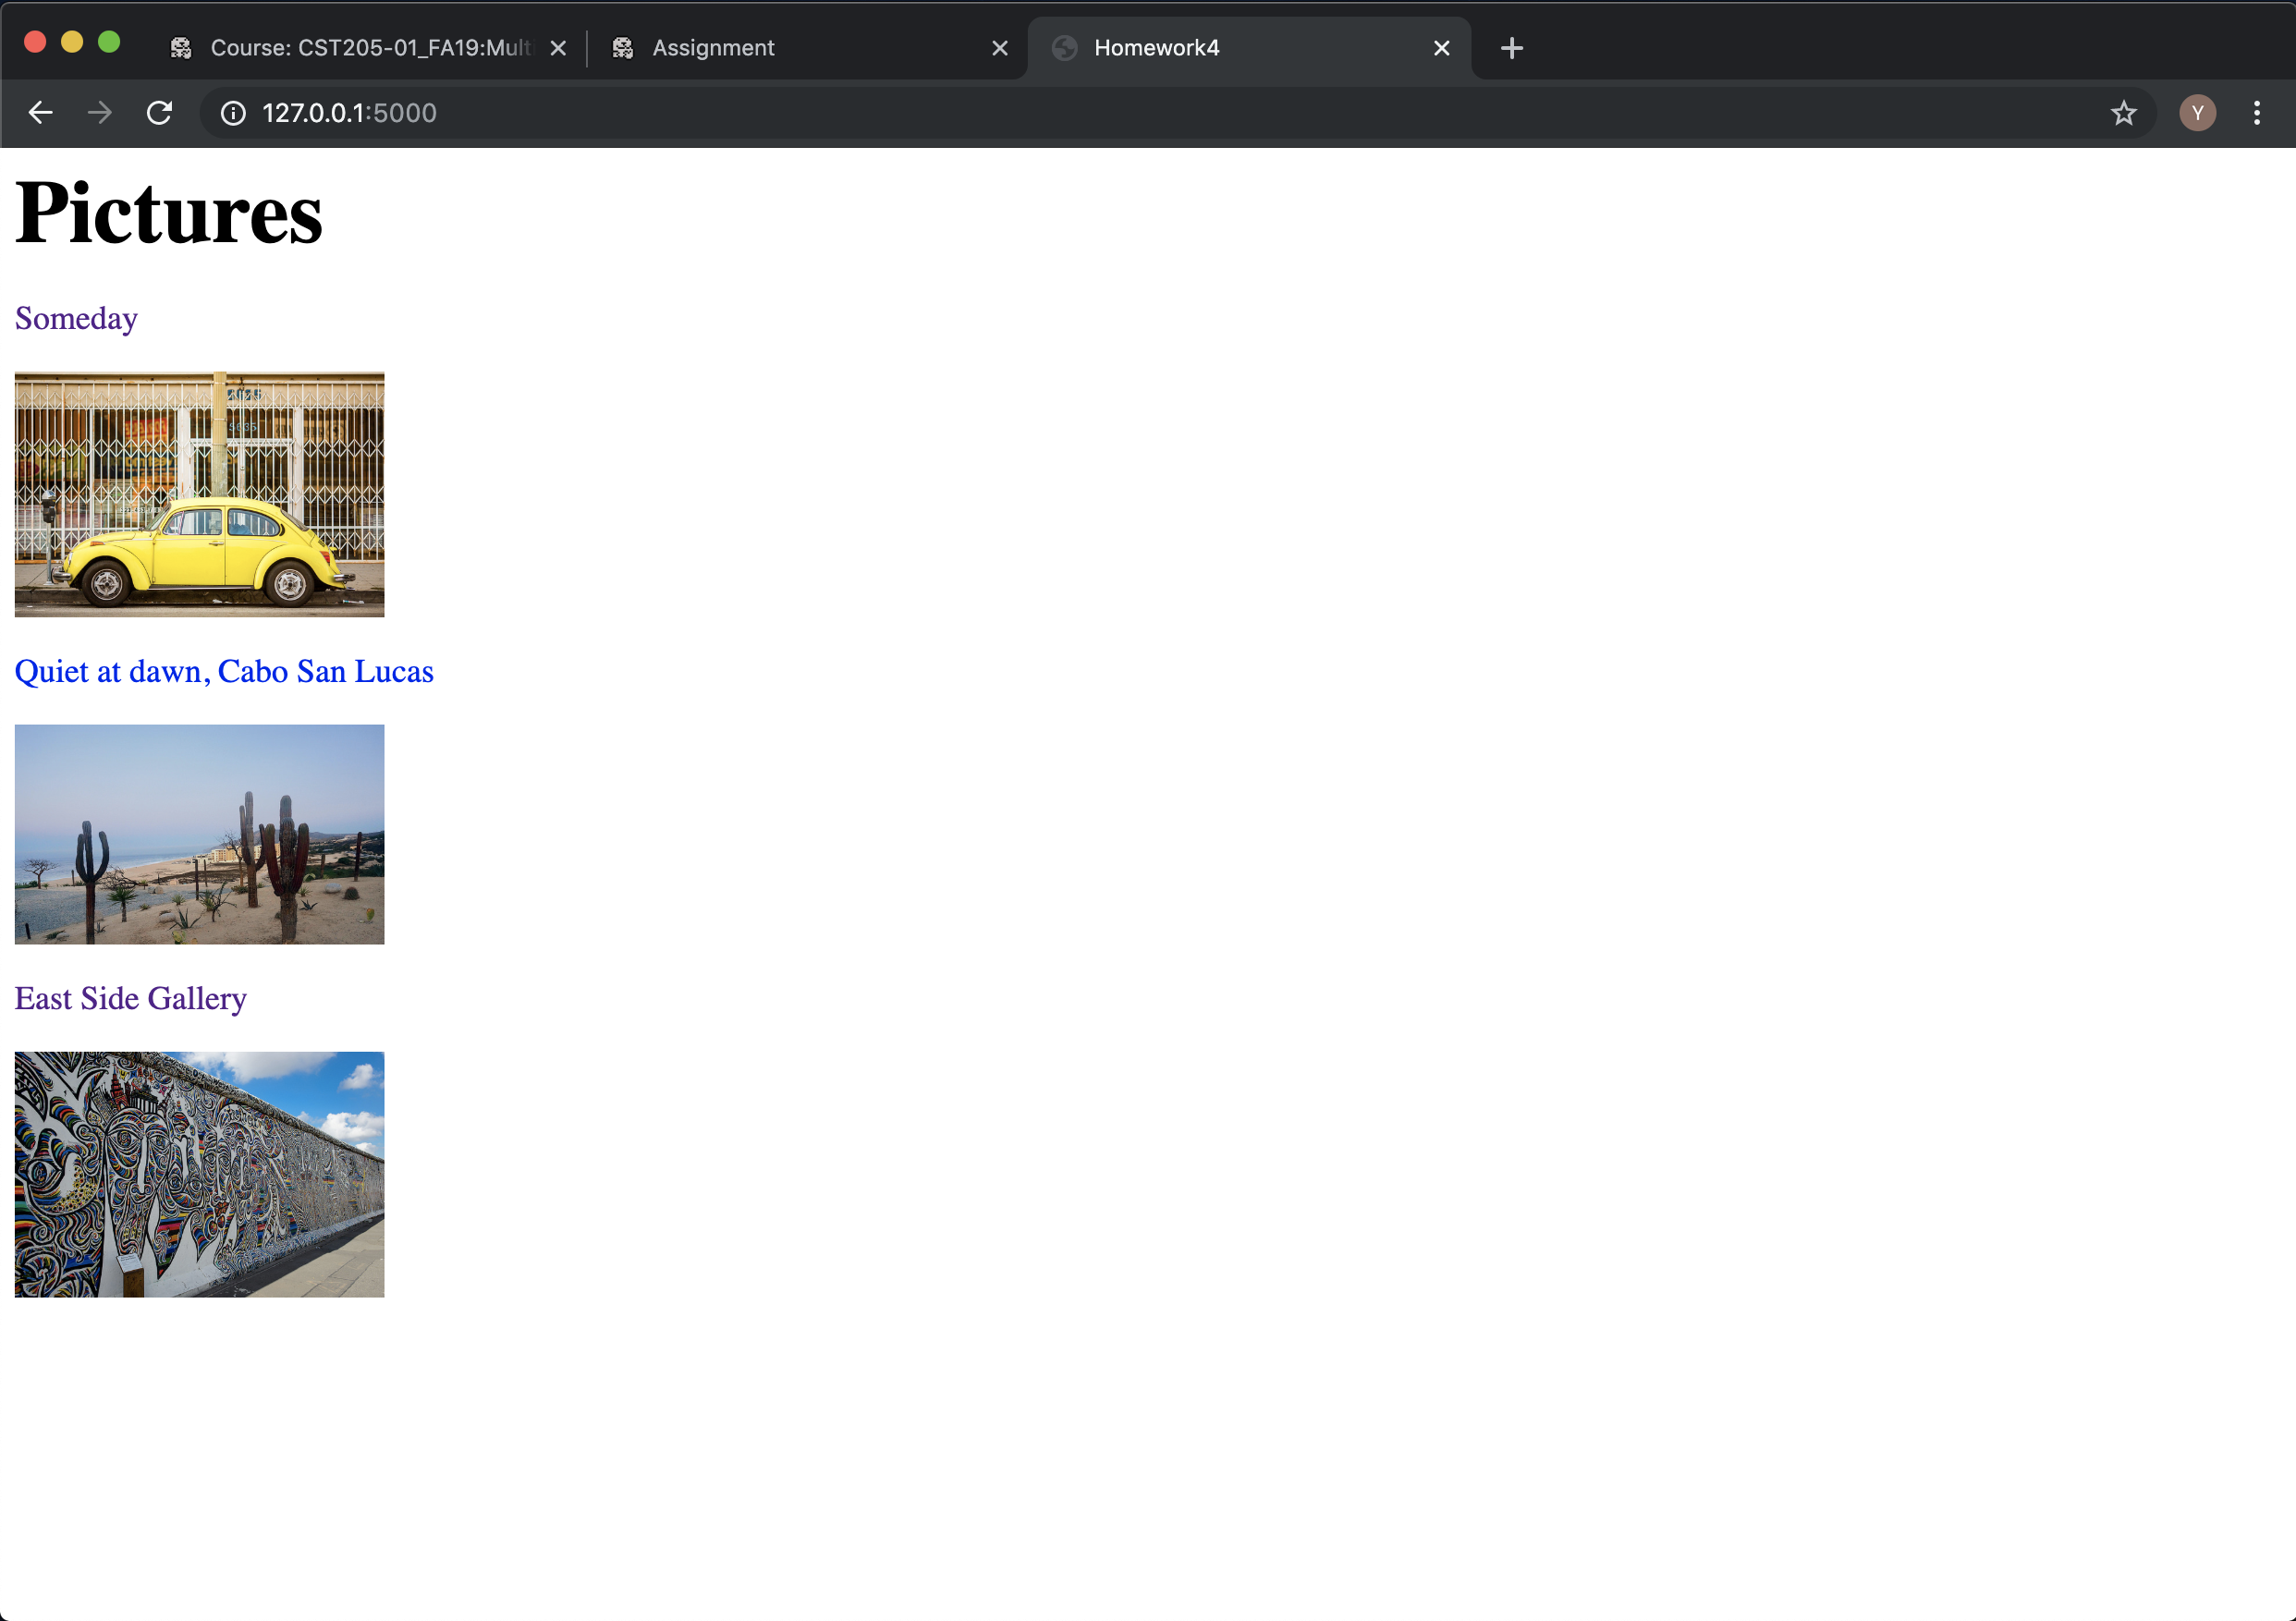 Course: CST205-01_FA19:Mult
Assignment
Homework4
127.0.0.1:5000
Y
Pictures
Someday
5635
Quiet at dawn, Cabo San Lucas
East Side Gallery